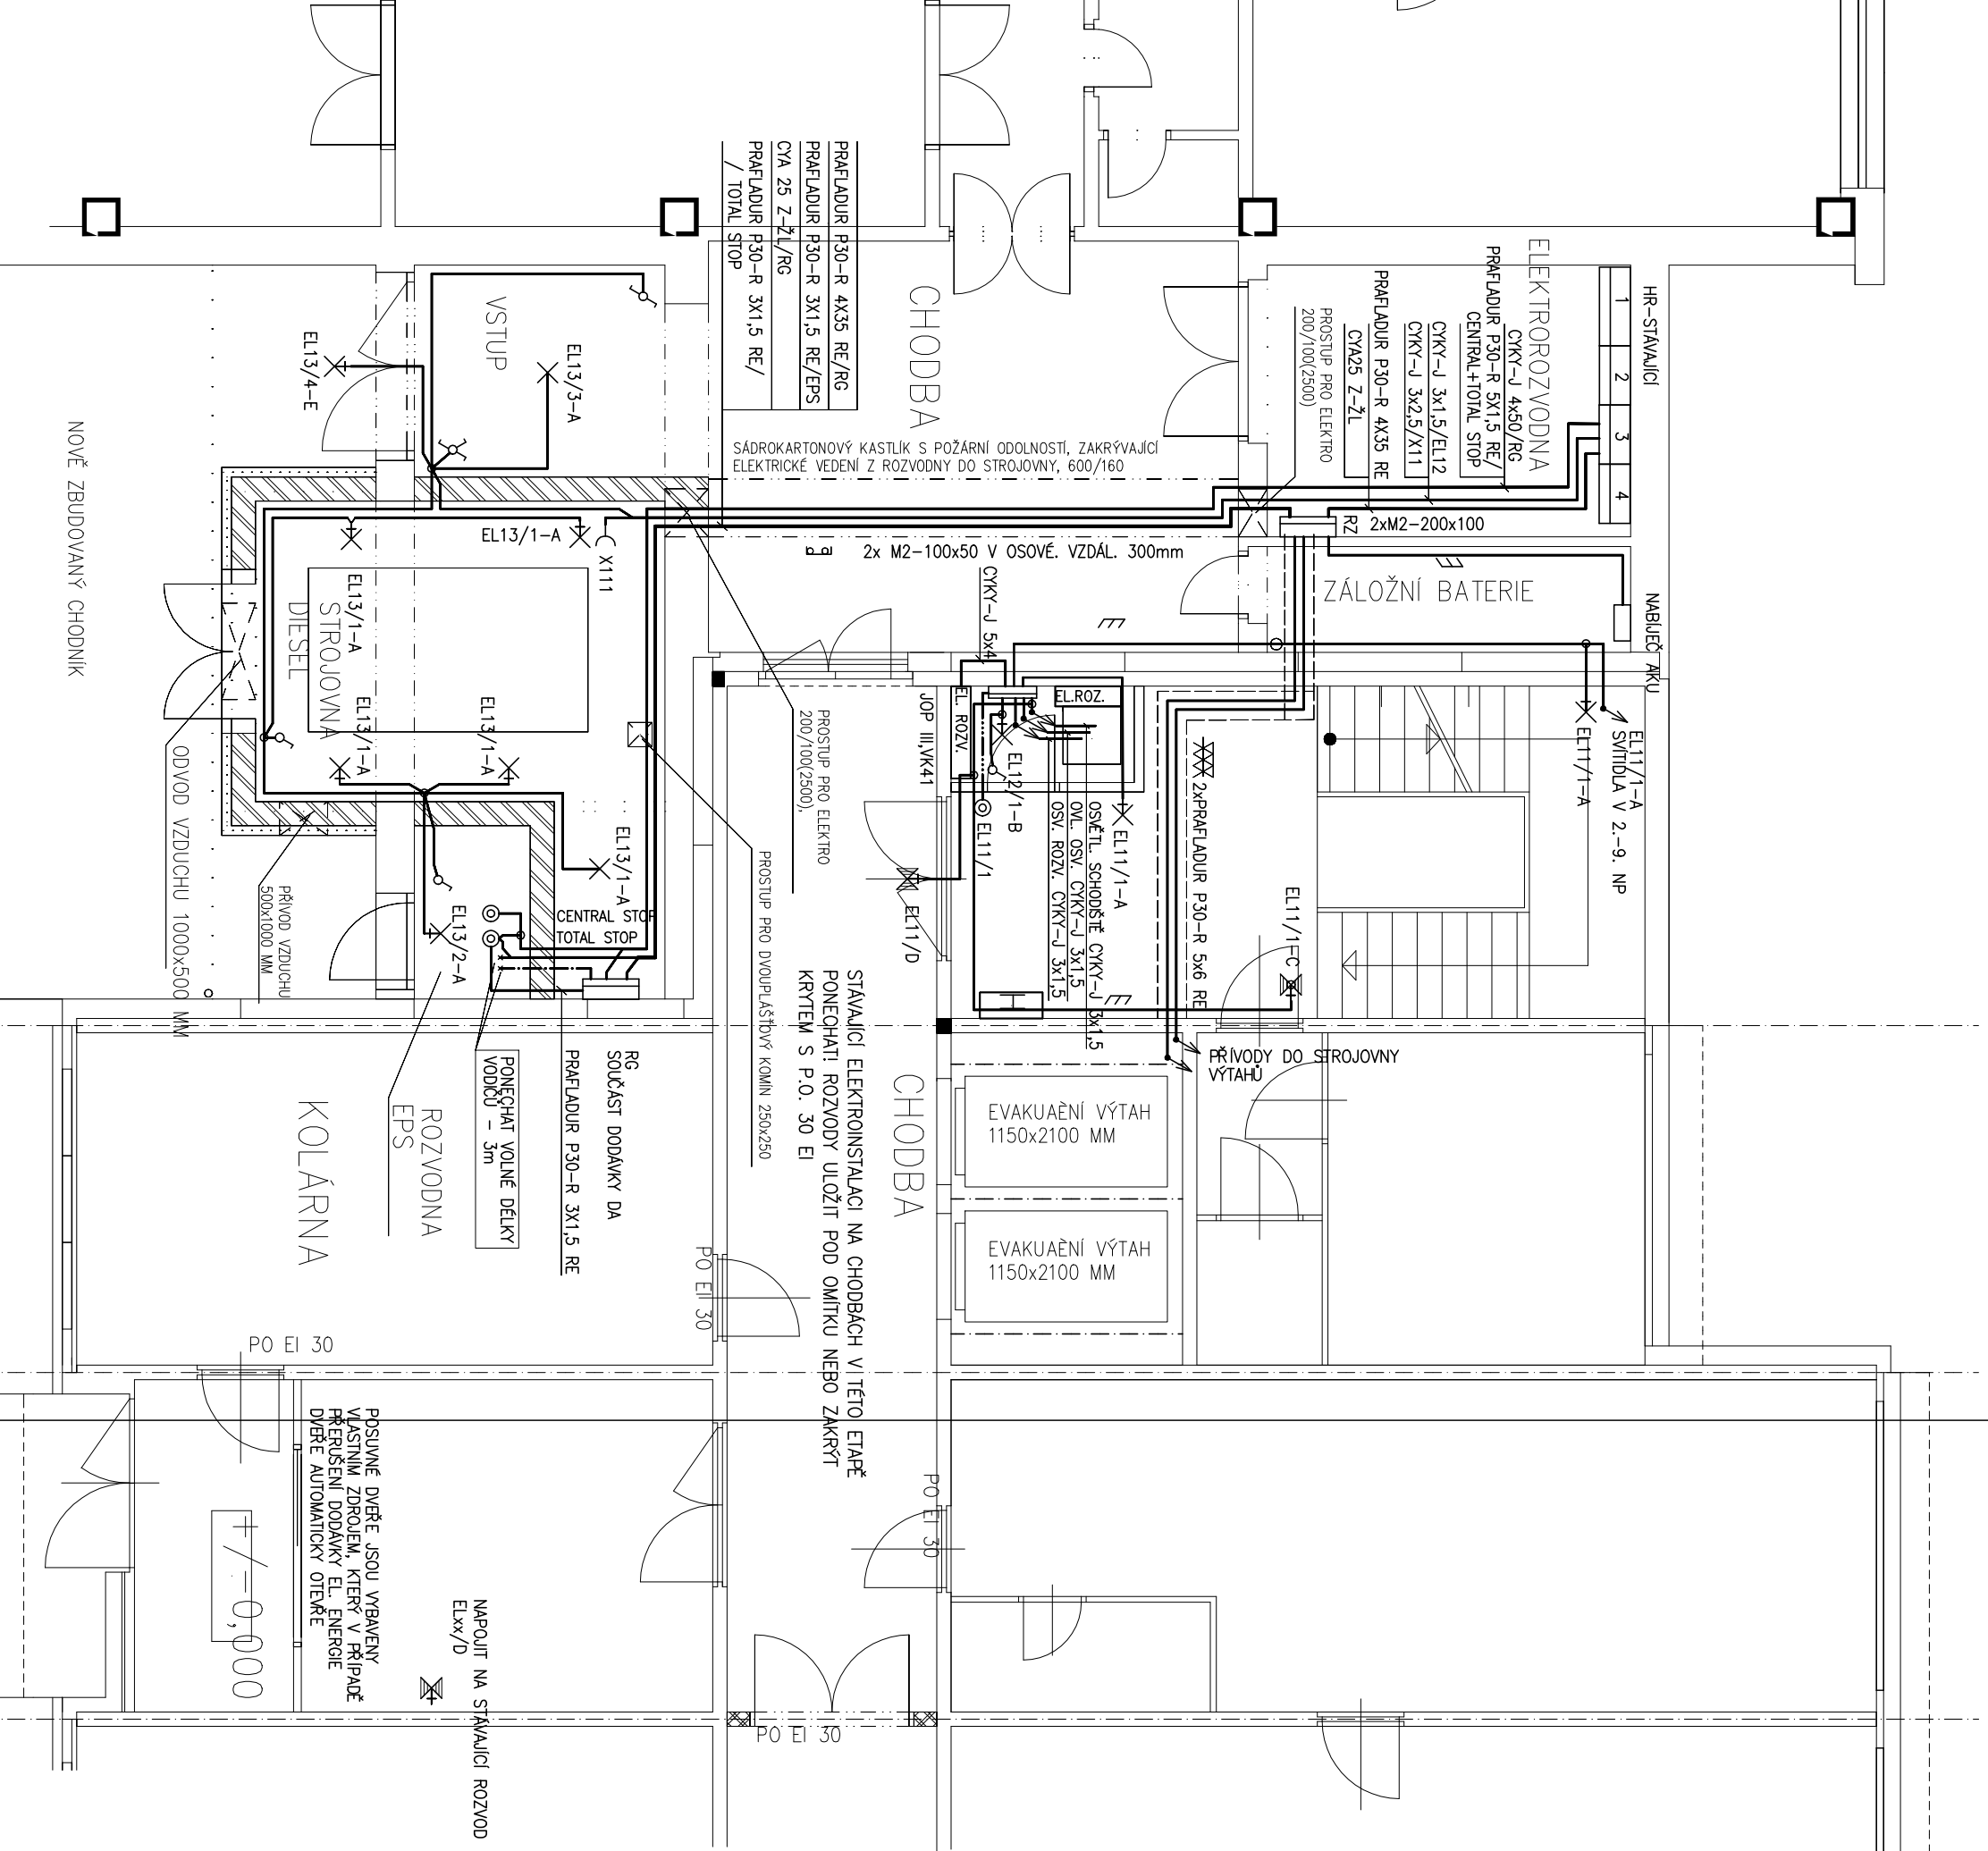 HR-STÁVAJÍCÍ
1
2
3
4
ELEKTROROZVODNA
CYKY-J 4x50/RG
PRAFLADUR P30-R 5X1,5 RE/
CENTRAL+TOTAL STOP
CYKY-J 3x1,5/EL12
CYKY-J 3x2,5/X11
PRAFLADUR P30-R 4X35 RE
CYA25 Z-ŽL
PROSTUP PRO ELEKTRO
200/100(2500)
RZ
2xM2-200x100
ZÁLOŽNÍ BATERIE
NABÍJEČ AKU
PRAFLADUR P30-R 4X35 RE/RG
PRAFLADUR P30-R 3X1,5 RE/EPS
CYA 25 Z-ŽL/RG
PRAFLADUR P30-R 3X1,5 RE/
/ TOTAL STOP
CHODBA
SÁDROKARTONOVÝ KASTLÍK S POŽÁRNÍ ODOLNOSTÍ, ZAKRÝVAJÍCÍ
ELEKTRICKÉ VEDENÍ Z ROZVODNY DO STROJOVNY, 600/160
2x M2-100x50 V OSOVÉ. VZDÁL. 300mm
CYKY-J 5x4
VSTUP
EL13/3-A
EL13/4-E
EL13/1-A
X111
NOVĚ ZBUDOVANÝ CHODNÍK
EL13/1-A
STROJOVNA
DIESEL
EL13/1-A
EL13/1-A
EL13/1-A
ODVOD VZDUCHU 1000x500 MM
PŘÍVOD VZDUCHU
500x1000 MM
EL13/2-A
CENTRAL STOP
TOTAL STOP
PROSTUP PRO ELEKTRO
200/100(2500),
PROSTUP PRO DVOUPLÁŠŤOVÝ KOMÍN 250x250
JOP III,VK41
EL. ROZV.
EL.ROZ.
EL12/1-B
EL11/1
EL11/1-A
EL11/D
OSVĚTL. SCHODIŠTĚ CYKY-J 3x1,5
OVL. OSV. CYKY-J 3x1,5
OSV. ROZV. CYKY-J 3x1,5
2xPRAFLADUR P30-R 5x6 RE
EL11/1-C
EL11/1-A
EL11/1-A
SVÍTIDLA V 2.-9. NP
PŘÍVODY DO STROJOVNY
VÝTAHŮ
EVAKUAÈNÍ VÝTAH
1150x2100 MM
EVAKUAÈNÍ VÝTAH
1150x2100 MM
CHODBA
STÁVAJÍCÍ ELEKTROINSTALACI NA CHODBÁCH V TÉTO ETAPĚ
PONECHAT! ROZVODY ULOŽIT POD OMÍTKU NEBO ZAKRÝT
KRYTEM S P.O. 30 EI
RG
SOUČÁST DODÁVKY DA
PRAFLADUR P30-R 3X1,5 RE
PONECHAT VOLNÉ DÉLKY
VODIČŮ - 3m
ROZVODNA
EPS
KOLÁRNA
PO EI 30
PO EI 30
PO EI 30
PO EI 30
+/-0,000
POSUVNÉ DVEŘE JSOU VYBAVENY
VLASTNÍM ZDROJEM, KTERÝ V PŘÍPADĚ
PŘERUŠENÍ DODÁVKY EL. ENERGIE
DVEŘE AUTOMATICKY OTEVŘE
NAPOJIT NA STÁVAJÍCÍ ROZVOD
ELxx/D